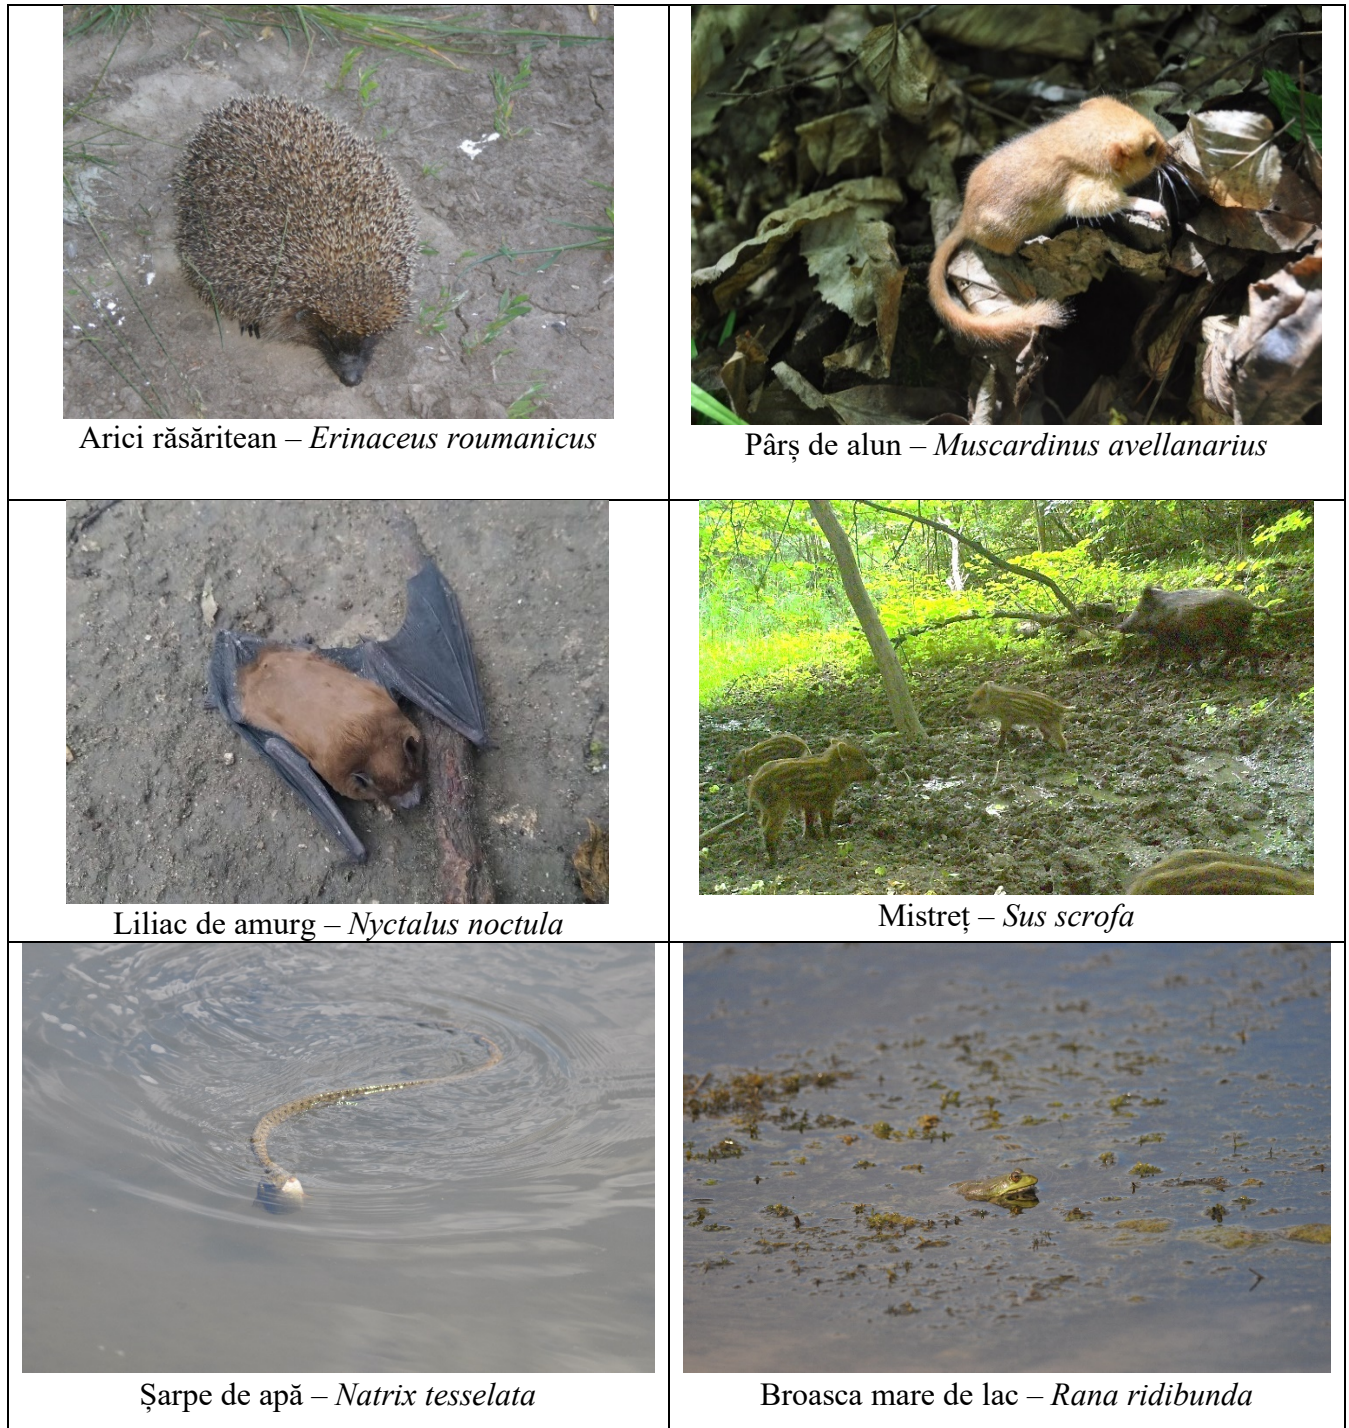 Arici răsăritean – Erinaceus roumanicus
Pârș de alun – Muscardinus avellanarius
Liliac de amurg – Nyctalus noctula
Mistreț – Sus scrofa
Șarpe de apă – Natrix tesselata
Broasca mare de lac – Rana ridibunda